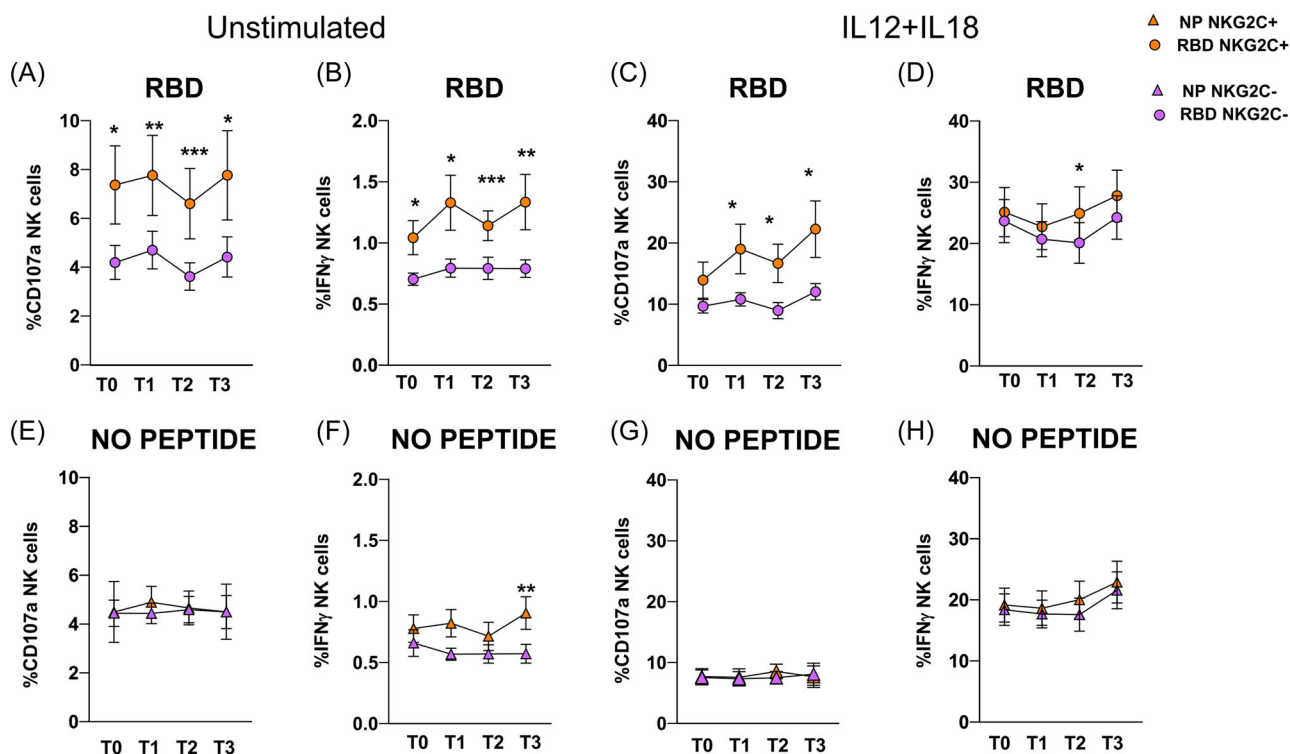 Unstimulated
IL12+IL18
NP NKG2C+
RBD NKG2C+
NP NKG2C-
RBD NKG2C-
(A)
RBD
%CD107a NK cells
10
8
6
4
2
0
* ** *** *
T0 T1 T2 T3
(B)
RBD
%IFNγ NK cells
2.0
1.5
1.0
0.5
0.0
* * *** **
T0 T1 T2 T3
(C)
RBD
%CD107a NK cells
40
30
20
10
0
* * *
T0 T1 T2 T3
(D)
RBD
%IFNγ NK cells
40
30
20
10
0
*
T0 T1 T2 T3
(E)
NO PEPTIDE
%CD107a NK cells
10
8
6
4
2
0
T0 T1 T2 T3
(F)
NO PEPTIDE
%IFNγ NK cells
2.0
1.5
1.0
0.5
0.0
**
T0 T1 T2 T3
(G)
NO PEPTIDE
%CD107a NK cells
40
30
20
10
0
T0 T1 T2 T3
(H)
NO PEPTIDE
%IFNγ NK cells
40
30
20
10
0
T0 T1 T2 T3